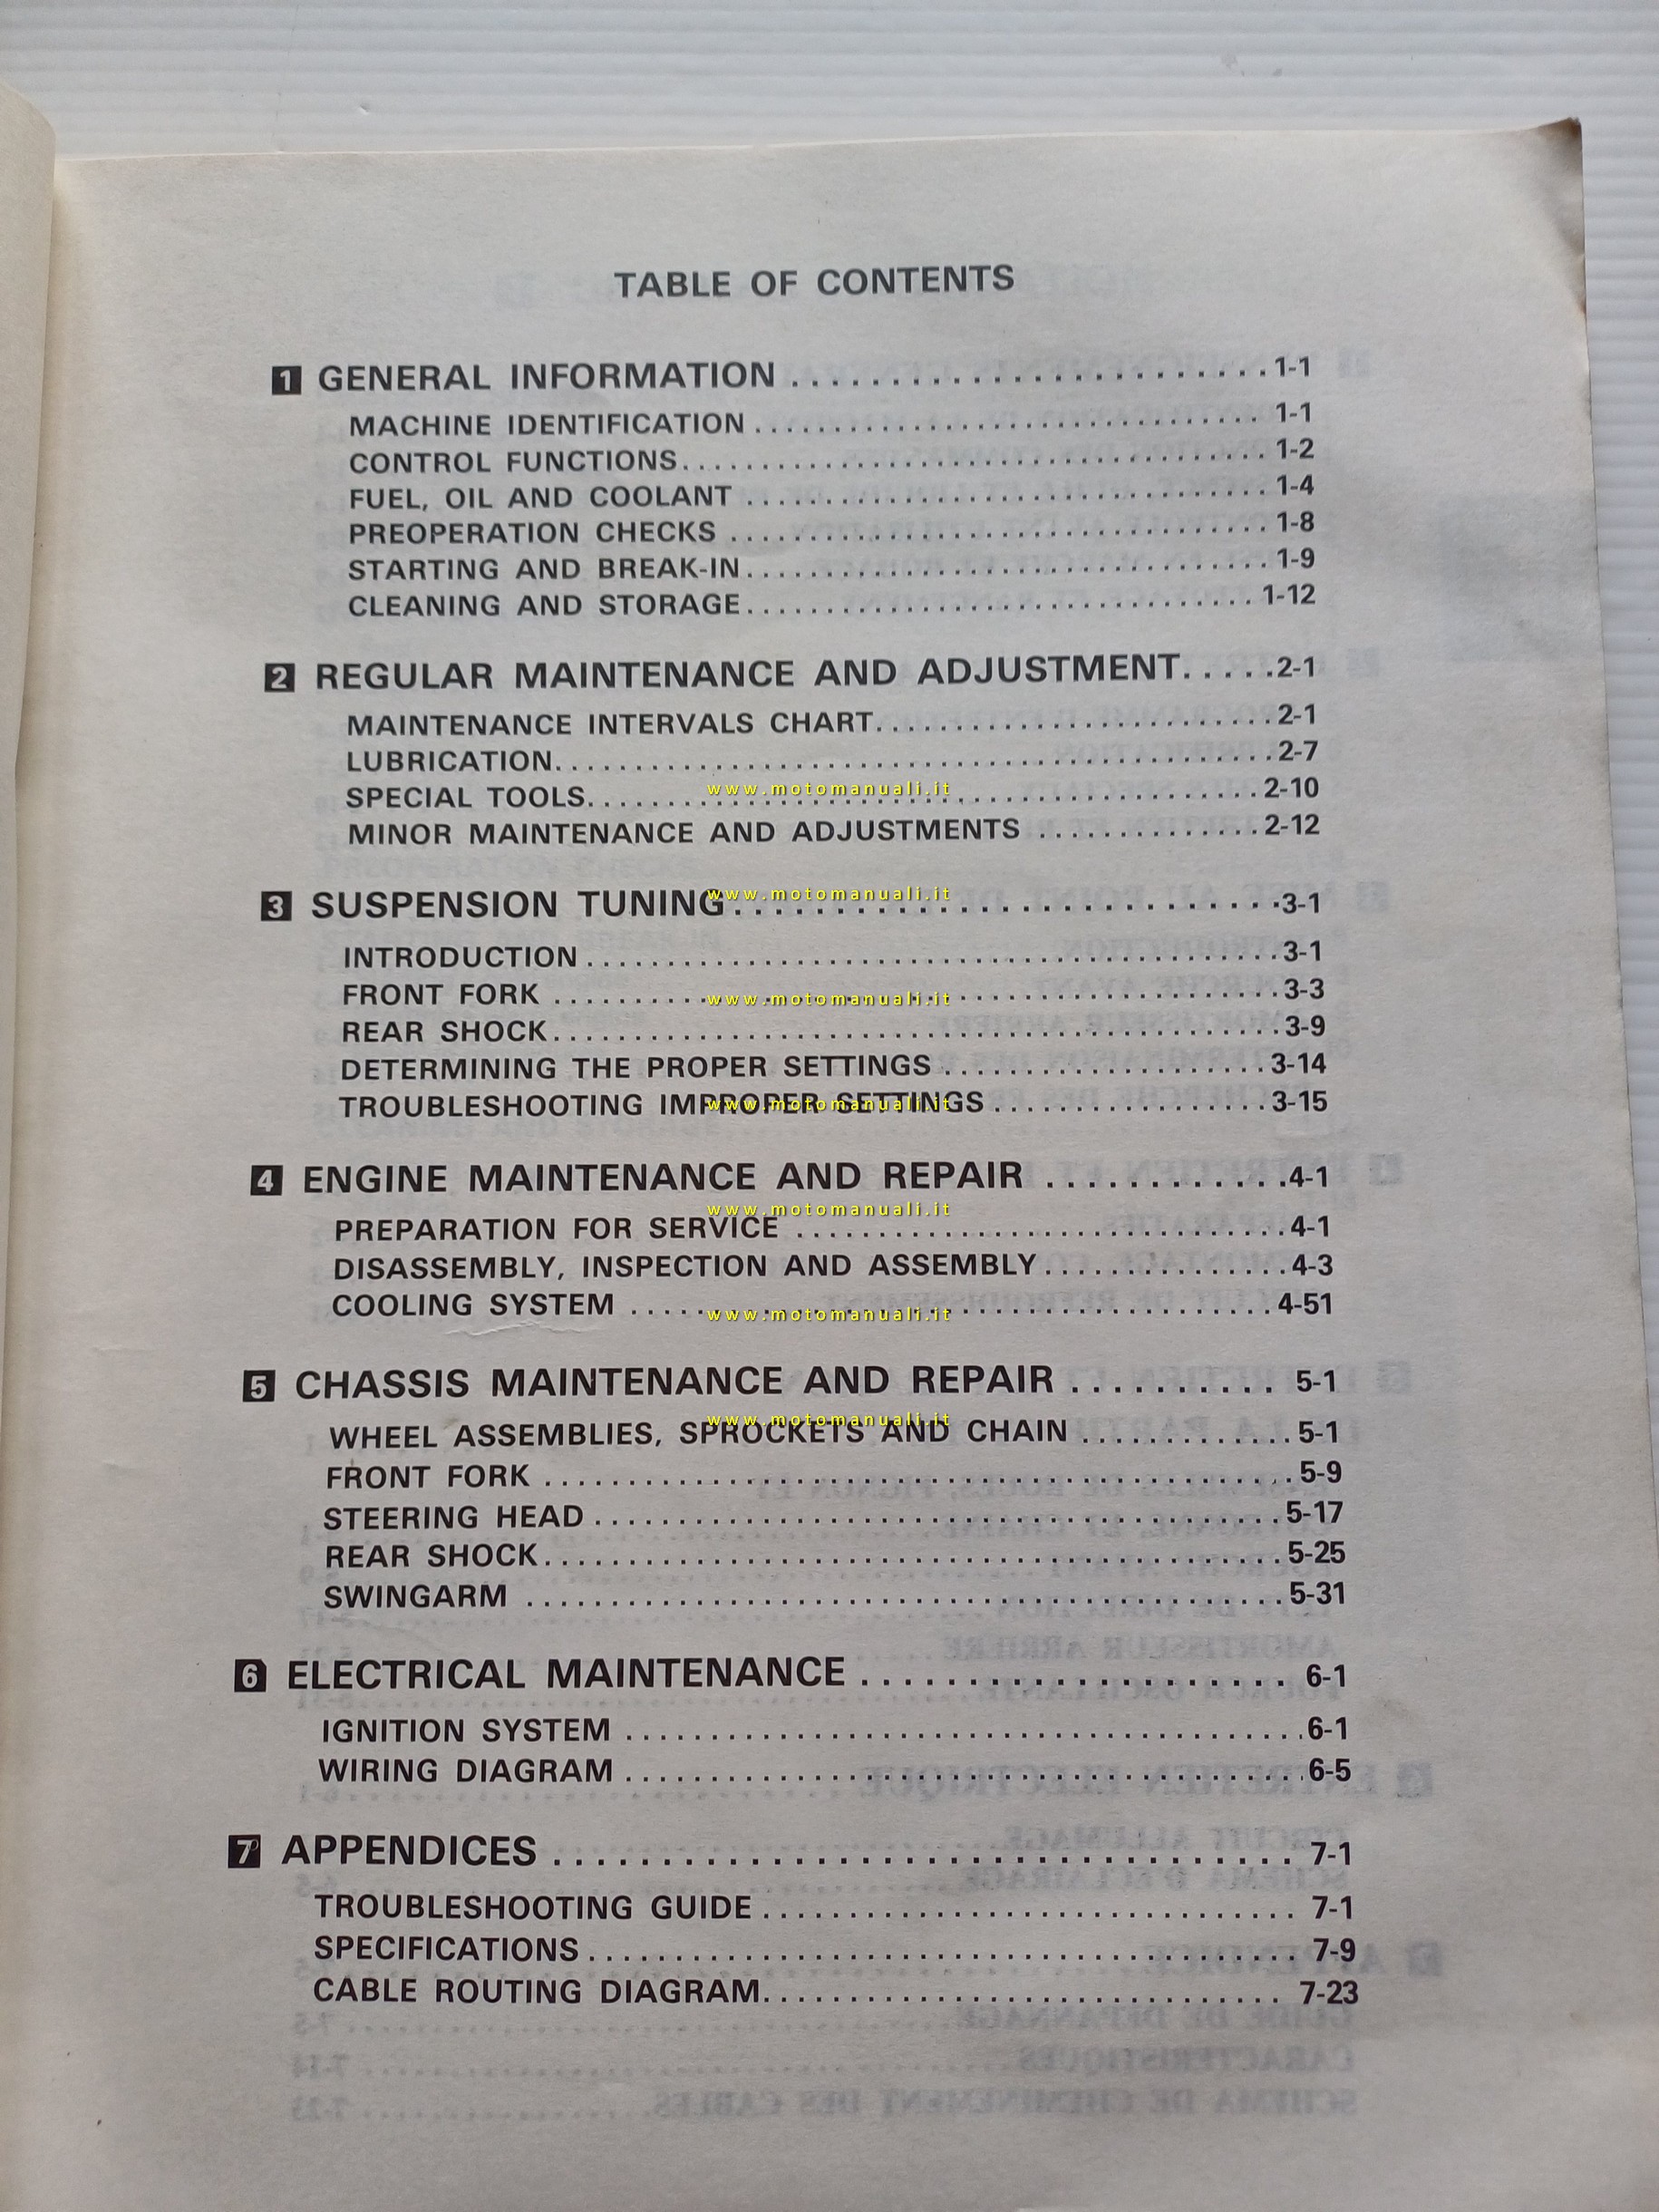 TABLE OF CONTENTS
1 GENERAL INFORMATION ........................1-1
MACHINE IDENTIFICATION ................................ 1-1
CONTROL FUNCTIONS.................................... 1-2
FUEL, OIL AND COOLANT ................................. 1-4
PREOPERATION CHECKS .................................. 1-8
STARTING AND BREAK-IN................................. 1-9
CLEANING AND STORAGE................................ 1-12
2 REGULAR MAINTENANCE AND ADJUSTMENT.....2-1
MAINTENANCE INTERVALS CHART.........................2-1
LUBRICATION.............................................2-7
SPECIAL TOOLS..........................................2-10
www.motomanuali.it
MINOR MAINTENANCE AND ADJUSTMENTS ..............2-12
www.motomanuali.it
3 SUSPENSION TUNING............................3-1
INTRODUCTION ...........................................3-1
FRONT FORK .............................................3-3
www.motomanuali.it
REAR SHOCK..............................................3-9
DETERMINING THE PROPER SETTINGS ....................3-14
TROUBLESHOOTING IMPROPER SETTINGS .................3-15
www.motomanuali.it
4 ENGINE MAINTENANCE AND REPAIR ............4-1
www.motomanuali.it
PREPARATION FOR SERVICE ...............................4-1
DISASSEMBLY, INSPECTION AND ASSEMBLY...............4-3
COOLING SYSTEM ........................................4-51
www.motomanuali.it
5 CHASSIS MAINTENANCE AND REPAIR .......... 5-1
www.motomanuali.it
WHEEL ASSEMBLIES, SPROCKETS AND CHAIN .............5-1
FRONT FORK ..............................................5-9
STEERING HEAD ..........................................5-17
REAR SHOCK..............................................5-25
SWINGARM ...............................................5-31
6 ELECTRICAL MAINTENANCE ..................... 6-1
IGNITION SYSTEM .........................................6-1
WIRING DIAGRAM .........................................6-5
7 APPENDICES .................................. 7-1
TROUBLESHOOTING GUIDE ................................ 7-1
SPECIFICATIONS ........................................... 7-9
CABLE ROUTING DIAGRAM................................ 7-23